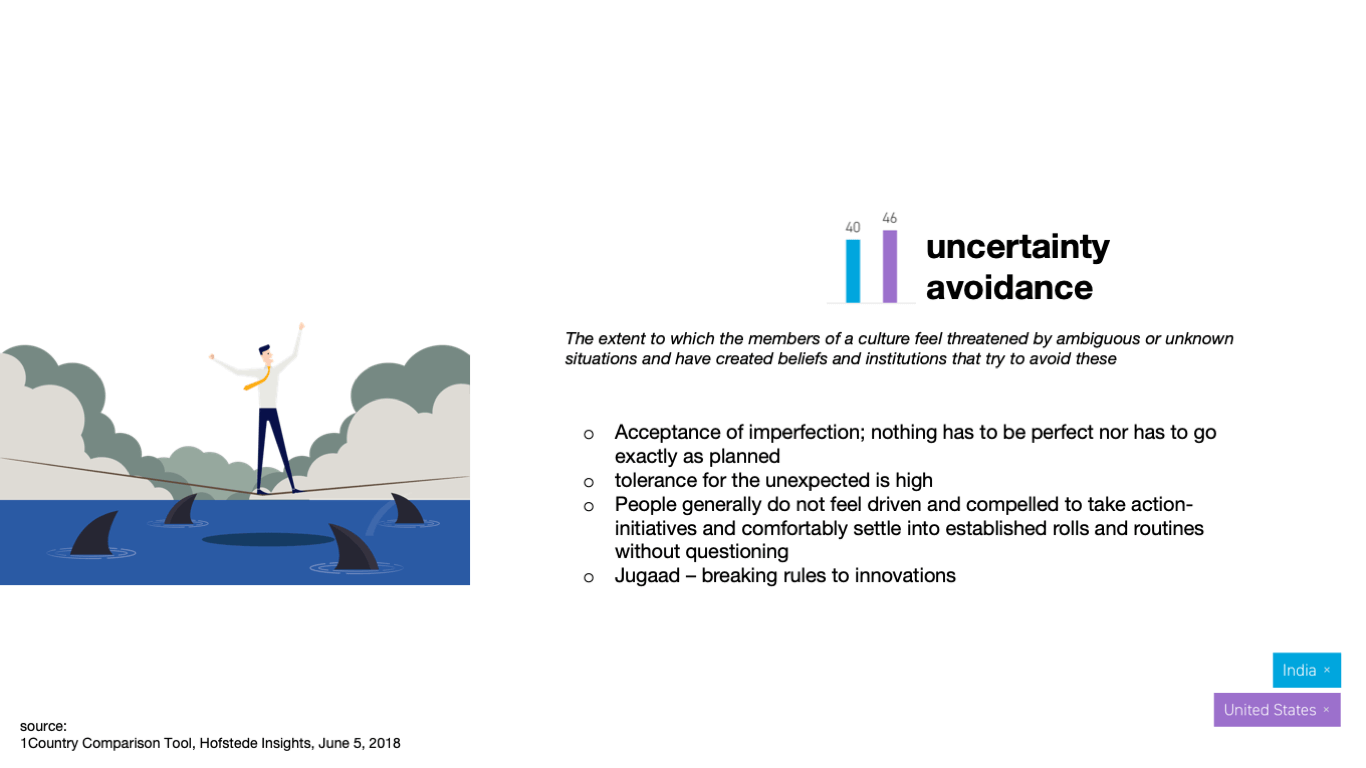 40
46
uncertainty
avoidance
The extent to which the members of a culture feel threatened by ambiguous or unknown
situations and have created beliefs and institutions that try to avoid these
o Acceptance of imperfection; nothing has to be perfect nor has to go
exactly as planned
o tolerance for the unexpected is high
o People generally do not feel driven and compelled to take action-
initiatives and comfortably settle into established rolls and routines
without questioning
o Jugaad – breaking rules to innovations
India ×
United States ×
source:
1Country Comparison Tool, Hofstede Insights, June 5, 2018